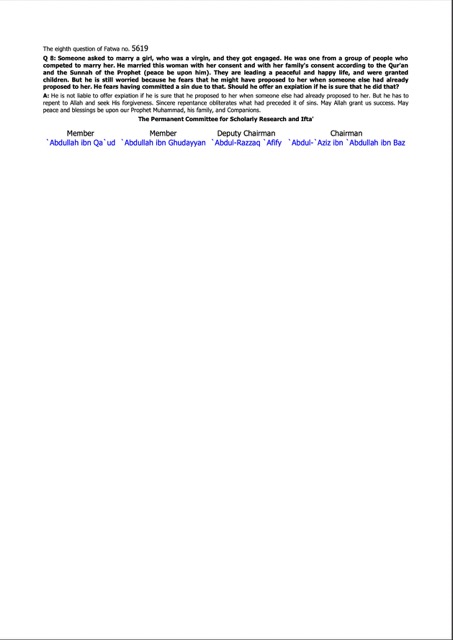 The eighth question of Fatwa no. 5619
Q 8: Someone asked to marry a girl, who was a virgin, and they got engaged. He was one from a group of people who
competed to marry her. He married this woman with her consent and with her family's consent according to the Qur'an
and the Sunnah of the Prophet (peace be upon him). They are leading a peaceful and happy life, and were granted
children. But he is still worried because he fears that he might have proposed to her when someone else had already
proposed to her. He fears having committed a sin due to that. Should he offer an expiation if he is sure that he did that?
A: He is not liable to offer expiation if he is sure that he proposed to her when someone else had already proposed to her. But he has to
repent to Allah and seek His forgiveness. Sincere repentance obliterates what had preceded it of sins. May Allah grant us success. May
peace and blessings be upon our Prophet Muhammad, his family, and Companions.
The Permanent Committee for Scholarly Research and Ifta'
Member Member Deputy Chairman Chairman
`Abdullah ibn Qa`ud `Abdullah ibn Ghudayyan `Abdul-Razzaq `Afify `Abdul-`Aziz ibn `Abdullah ibn Baz